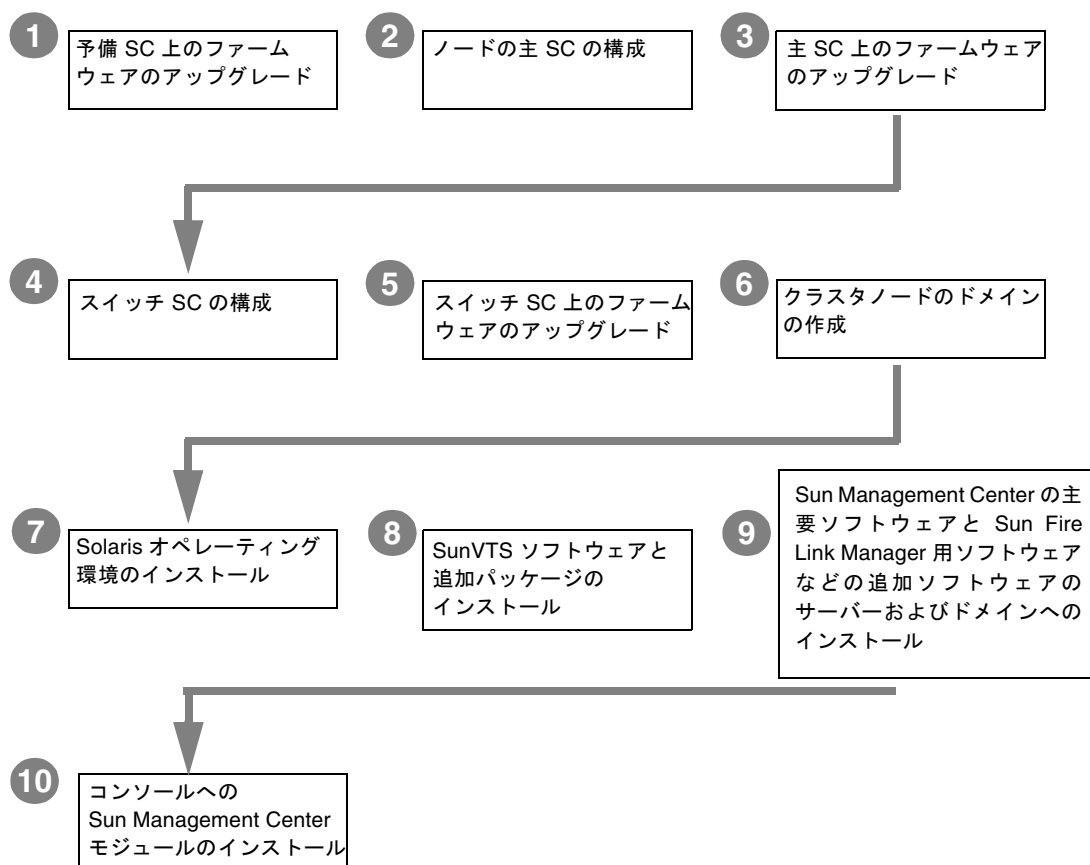 1
予備 SC 上のファーム
ウェアのアップグレード
2
ノードの主 SC の構成
3
主 SC 上のファームウェア
のアップグレード
4
スイッチ SC の構成
5
スイッチ SC 上のファーム
ウェアのアップグレード
6
クラスタノードのドメイン
の作成
7
Solaris オペレーティング
環境のインストール
8
SunVTS ソフトウェアと
追加パッケージの
インストール
9
Sun Management Center の主
要ソフトウェアと Sun Fire
Link Manager 用ソフトウェア
などの追加ソフトウェアの
サーバーおよびドメインへの
インストール
10
コンソールへの
Sun Management Center
モジュールのインストール